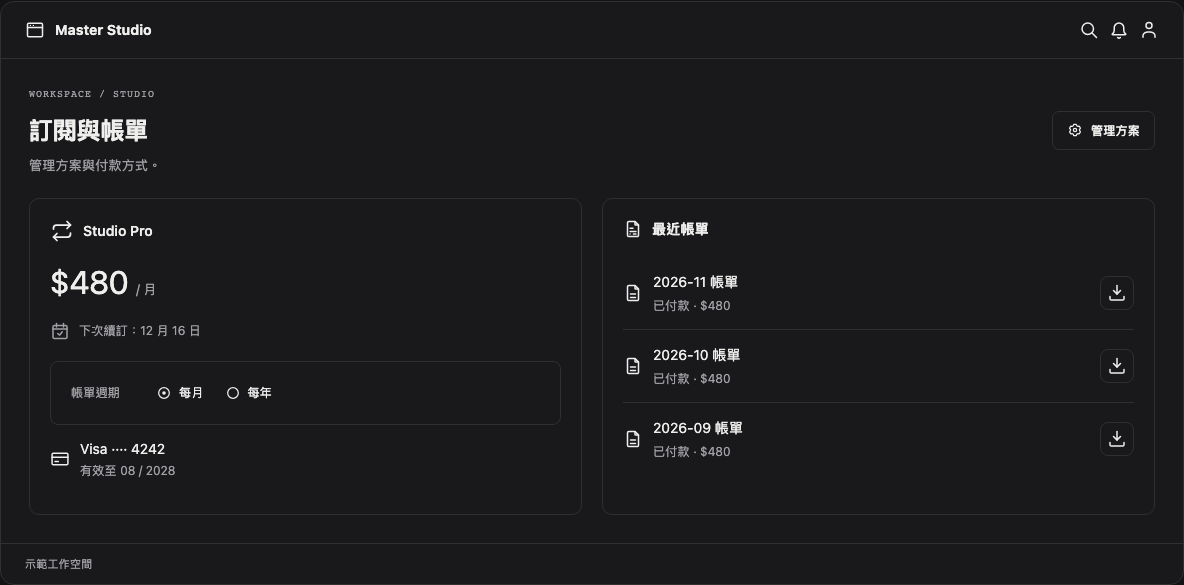 Master Studio
WORKSPACE / STUDIO
訂閱與帳單
管理方案與付款方式。
管理方案
Studio Pro
$480 / 月
下次續訂：12 月 16 日
帳單週期
每月
每年
Visa ···· 4242
有效至 08 / 2028
最近帳單
2026-11 帳單
已付款 · $480
2026-10 帳單
已付款 · $480
2026-09 帳單
已付款 · $480
示範工作空間